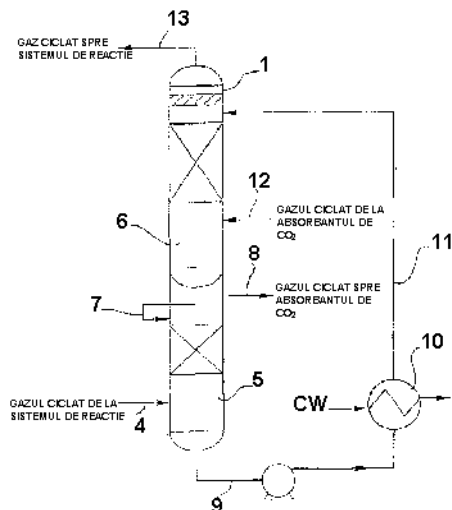 13
GAZ CICLAT SPRE
SISTEMUL DE REACTIE
1
12
GAZUL CICLAT DE LA
ABSORBANTUL DE
CO₂
6
8
11
GAZUL CICLAT SPRE
ABSORBANTUL DE
CO₂
7
10
5
GAZUL CICLAT DE LA
SISTEMUL DE REACTIE
4
CW
9